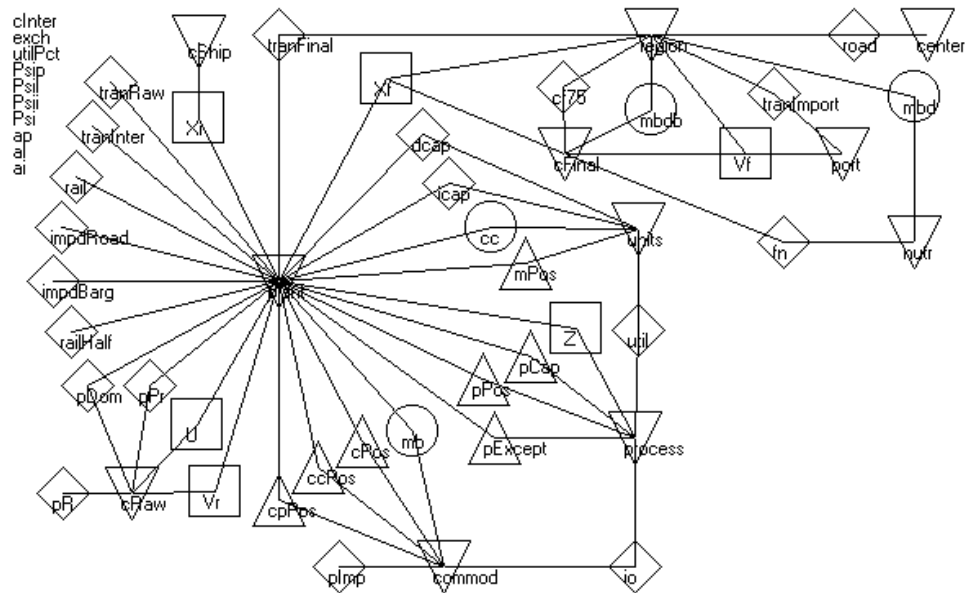 cInter
exch
utilPct
Psip
Psil
Psii
Psi
ap
al
ai
cShip
tranFinal
region
road
center
tranRaw
Xi
Xf
cf75
mbdb
tranImport
mbd
tranInter
dcap
cFinal
Vf
port
rail
icap
impdRoad
cc
units
fn
nutr
mPos
impdBarg
plant
railHalf
Z
util
pCap
pDom
pPr
pPos
U
cPos
mb
pExcept
process
ccPos
pR
cRaw
Vr
cpPos
pImp
commod
io